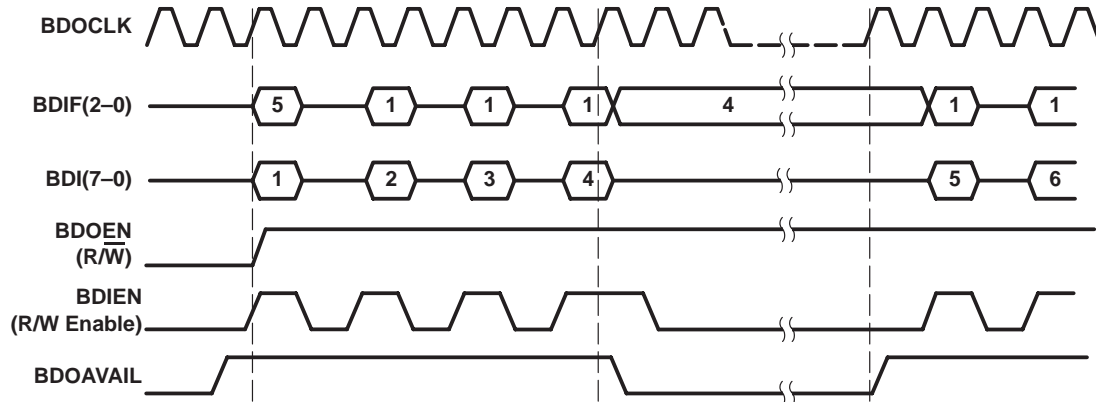 BDOCLK
BDIF(2–0) 5 1 1 1 4 1 1
BDI(7–0) 1 2 3 4 5 6
BDOEN
(R/W̅)
BDIEN
(R/W Enable)
BDOAVAIL